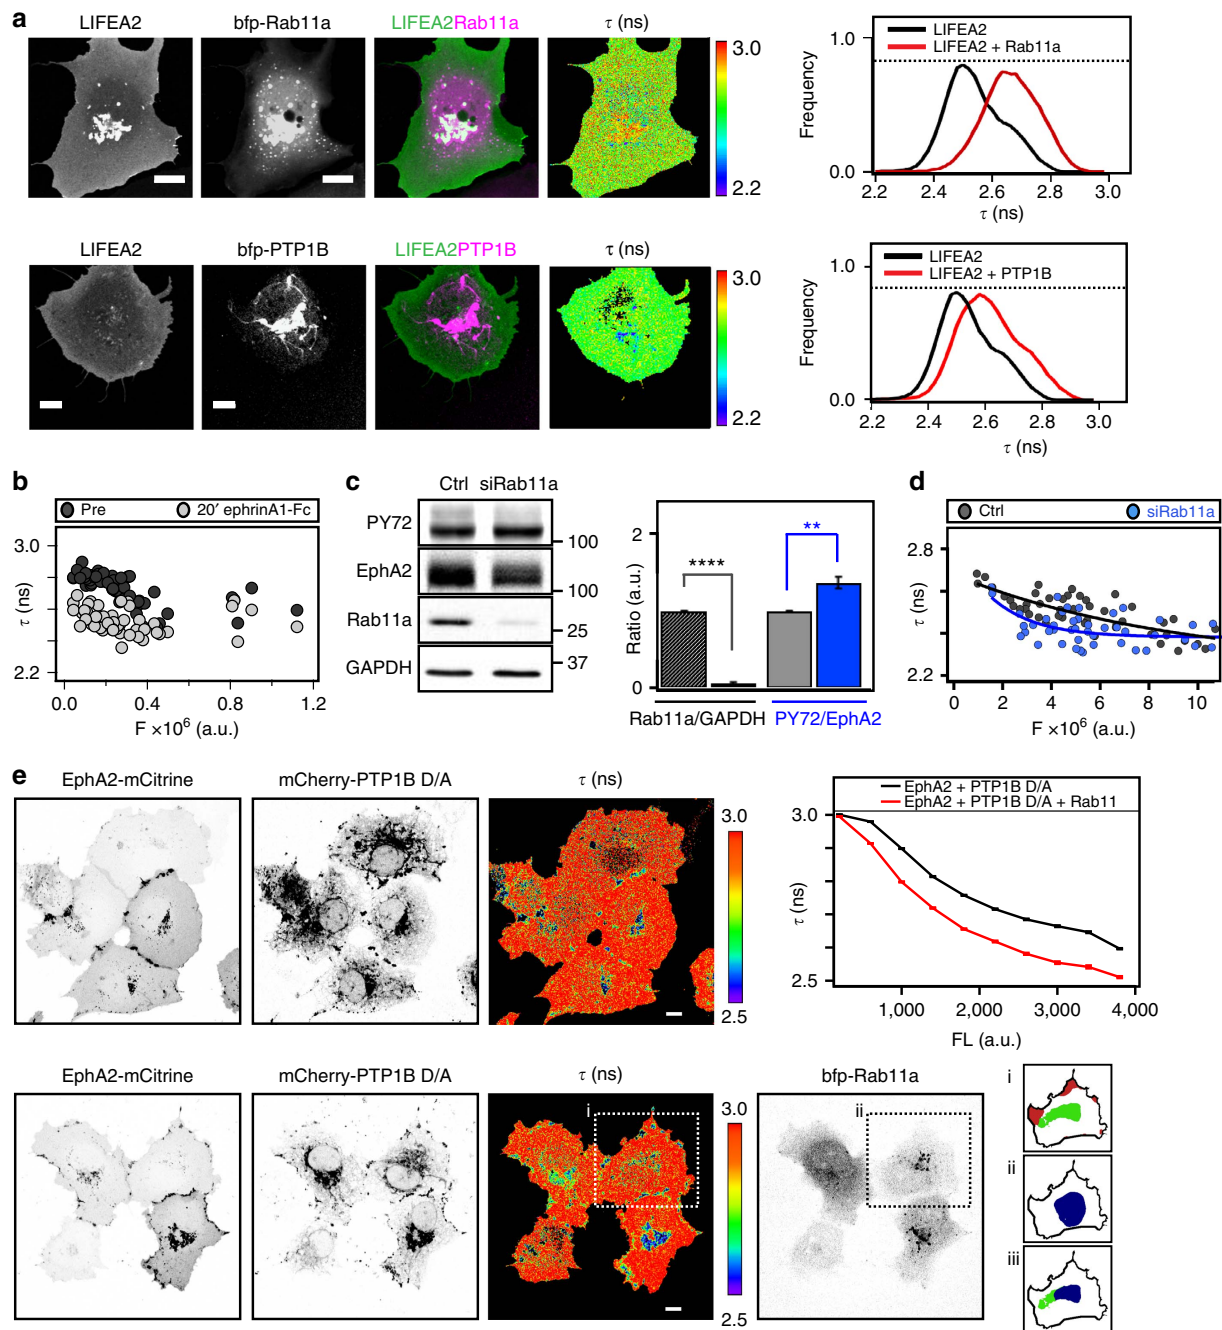 a
LIFEA2
bfp-Rab11a
LIFEA2Rab11a
τ (ns)
3.0
2.2
LIFEA2
LIFEA2 + Rab11a
1.0
Frequency
0.0
2.2 2.4 2.6 2.8 3.0
τ (ns)
LIFEA2
bfp-PTP1B
LIFEA2PTP1B
τ (ns)
3.0
2.2
LIFEA2
LIFEA2 + PTP1B
1.0
Frequency
0.0
2.2 2.4 2.6 2.8 3.0
τ (ns)
b
Pre
20′ ephrinA1-Fc
3.0
τ (ns)
2.2
0.0 0.4 0.8 1.2
F ×10⁶ (a.u.)
c
Ctrl siRab11a
PY72
100
EphA2
100
Rab11a
25
GAPDH
37
2
Ratio (a.u.)
0
****
**
Rab11a/GAPDH
PY72/EphA2
d
Ctrl
siRab11a
2.8
τ (ns)
2.2
0 2 4 6 8 10
F ×10⁶ (a.u.)
e
EphA2-mCitrine
mCherry-PTP1B D/A
τ (ns)
3.0
2.5
EphA2 + PTP1B D/A
EphA2 + PTP1B D/A + Rab11
3.0
τ (ns)
2.5
1,000 2,000 3,000 4,000
FL (a.u.)
EphA2-mCitrine
mCherry-PTP1B D/A
τ (ns)
i
3.0
2.5
bfp-Rab11a
ii
i
ii
iii